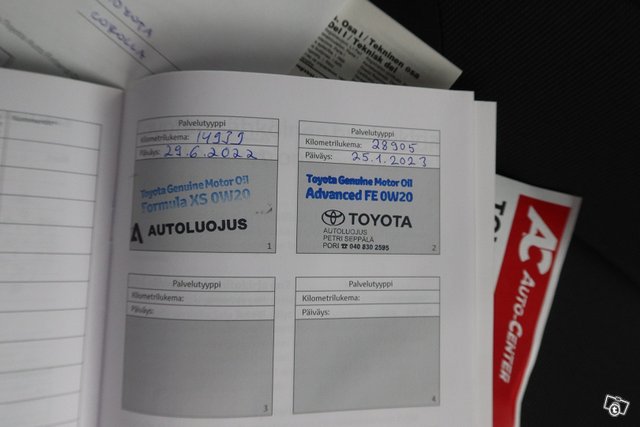 TOYOTA
COROLLA
. Osa I / Tekninen osa
Del I / Teknisk del
Palvelutyyppi
Kilometrilukema: 14939
Päiväys: 29.6.2022
Toyota Genuine Motor Oil
Formula XS 0W20
AUTOLUOJUS
1
Palvelutyyppi
Kilometrilukema: 28905
Päiväys: 25.1.2023
Toyota Genuine Motor Oil
Advanced FE 0W20
TOYOTA
AUTOLUOJUS
PETRI SEPPÄLÄ
PORI ☎ 040 830 2595
2
Palvelutyyppi
Kilometrilukema:
Päiväys:
3
Palvelutyyppi
Kilometrilukema:
Päiväys:
4
AC AUTO-CENTER
t